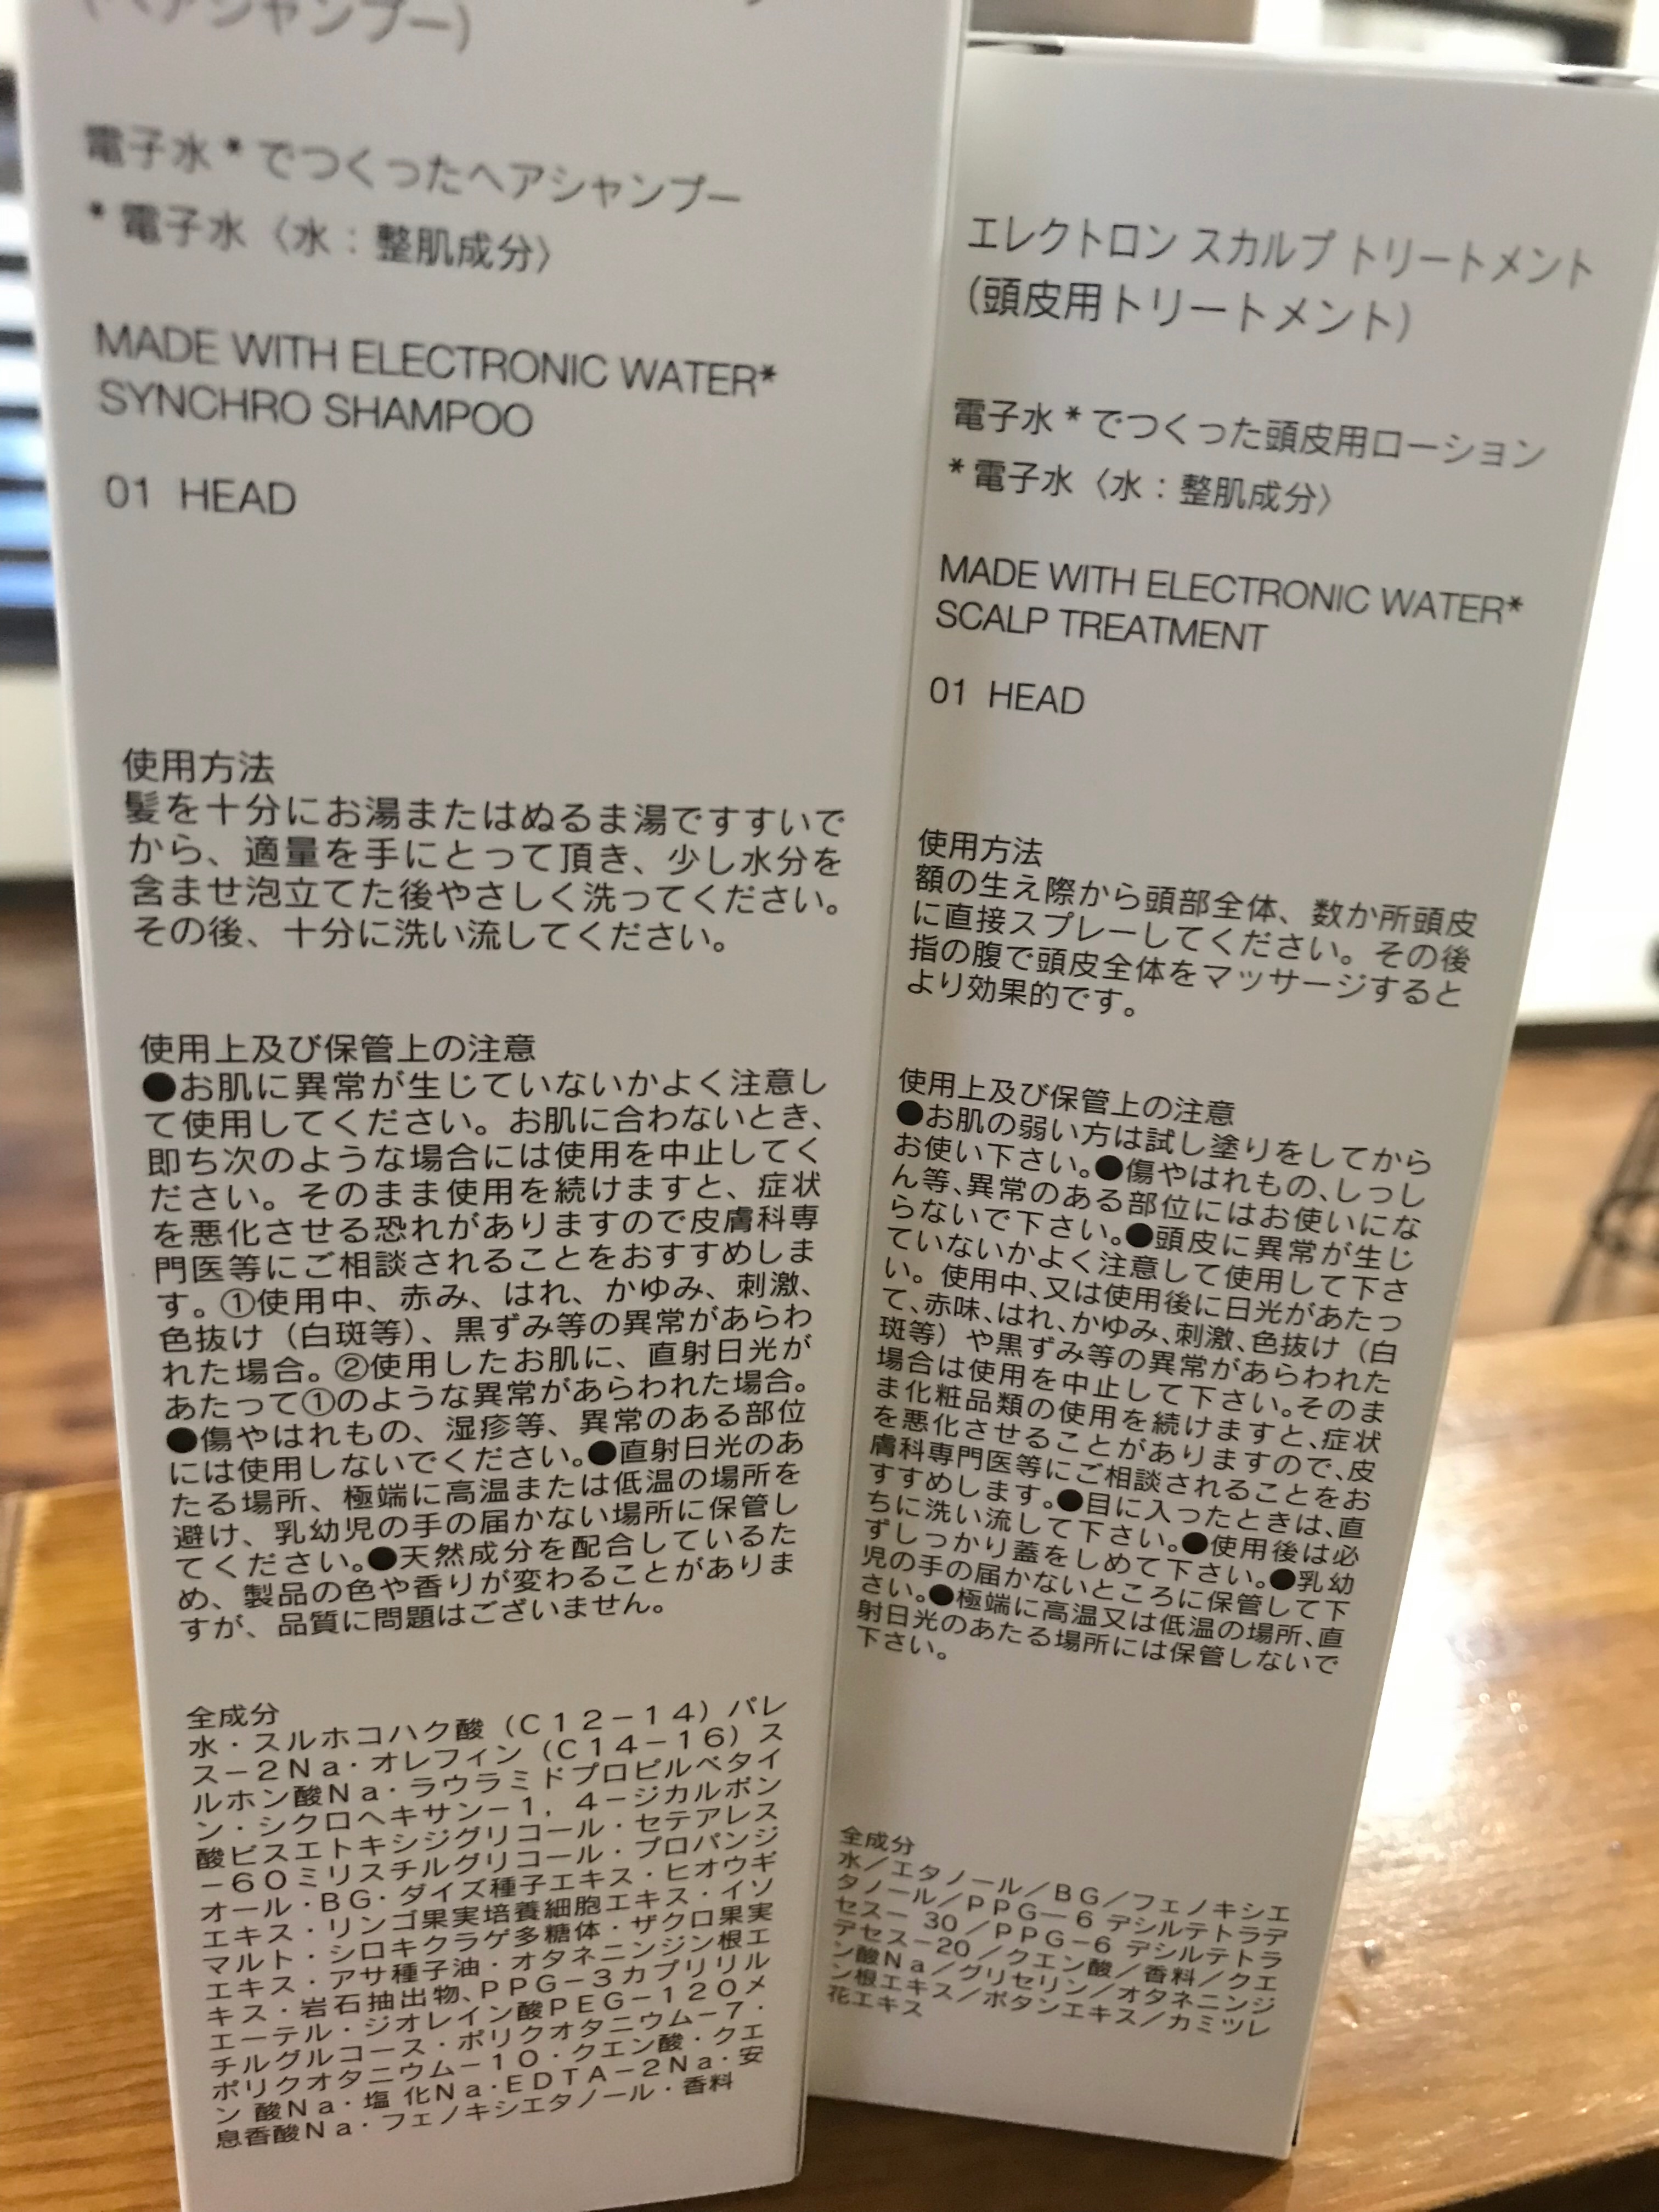 (ヘアシャンプー)
電子水*でつくったヘアシャンプー
*電子水〈水：整肌成分〉
MADE WITH ELECTRONIC WATER*
SYNCHRO SHAMPOO
01 HEAD
使用方法
髪を十分にお湯またはぬるま湯ですすいで
から、適量を手にとって頂き、少し水分を
含ませ泡立てた後やさしく洗ってください。
その後、十分に洗い流してください。
使用上及び保管上の注意
●お肌に異常が生じていないかよく注意し
て使用してください。お肌に合わないとき、
即ち次のような場合には使用を中止してく
ださい。そのまま使用を続けますと、症状
を悪化させる恐れがありますので皮膚科専
門医等にご相談されることをおすすめしま
す。①使用中、赤み、はれ、かゆみ、刺激、
色抜け（白斑等）、黒ずみ等の異常があらわ
れた場合。②使用したお肌に、直射日光が
あたって①のような異常があらわれた場合。
●傷やはれもの、湿疹等、異常のある部位
には使用しないでください。●直射日光のあ
たる場所、極端に高温または低温の場所を
避け、乳幼児の手の届かない場所に保管し
てください。●天然成分を配合しているた
め、製品の色や香りが変わることがありま
すが、品質に問題はございません。
全成分
水・スルホコハク酸（C12－14）パレ
ス－2Na・オレフィン（C14－16）ス
ルホン酸Na・ラウラミドプロピルベタイ
ン・シクロヘキサン－1，4－ジカルボン
酸ビスエトキシジグリコール・セテアレス
－60ミリスチルグリコール・プロパンジ
オール・BG・ダイズ種子エキス・ヒオウギ
エキス・リンゴ果実培養細胞エキス・イソ
マルト・シロキクラゲ多糖体・ザクロ果実
エキス・アサ種子油・オタネニンジン根エ
キス・岩石抽出物、PPG－3カプリリル
エーテル・ジオレイン酸PEG－120メ
チルグルコース・ポリクオタニウム－7・
ポリクオタニウム－10・クエン酸・クエ
ン酸Na・塩化Na・EDTA－2Na・安
息香酸Na・フェノキシエタノール・香料
エレクトロン スカルプ トリートメント
(頭皮用トリートメント)
電子水*でつくった頭皮用ローション
*電子水〈水：整肌成分〉
MADE WITH ELECTRONIC WATER*
SCALP TREATMENT
01 HEAD
使用方法
額の生え際から頭部全体、数か所頭皮
に直接スプレーしてください。その後
指の腹で頭皮全体をマッサージすると
より効果的です。
使用上及び保管上の注意
●お肌の弱い方は試し塗りをしてから
お使い下さい。●傷やはれもの、しっし
ん等、異常のある部位にはお使いにな
らないで下さい。●頭皮に異常が生じ
ていないかよく注意して使用して下さ
い。使用中、又は使用後に日光があたっ
て、赤味、はれ、かゆみ、刺激、色抜け（白
斑等）や黒ずみ等の異常があらわれた
場合は使用を中止して下さい。そのま
ま化粧品類の使用を続けますと、症状
を悪化させることがありますので、皮
膚科専門医等にご相談されることをお
すすめします。●目に入ったときは、直
ちに洗い流して下さい。●使用後は必
ずしっかり蓋をしめて下さい。●乳幼
児の手の届かないところに保管して下
さい。●極端に高温又は低温の場所、直
射日光のあたる場所には保管しないで
下さい。
全成分
水／エタノール／BG／フェノキシエ
タノール／PPG－6 デシルテトラデ
セス－ 30／PPG－6 デシルテトラ
デセス－20／クエン酸／香料／クエ
ン酸Na／グリセリン／オタネニンジ
ン根エキス／ボタンエキス／カミツレ
花エキス